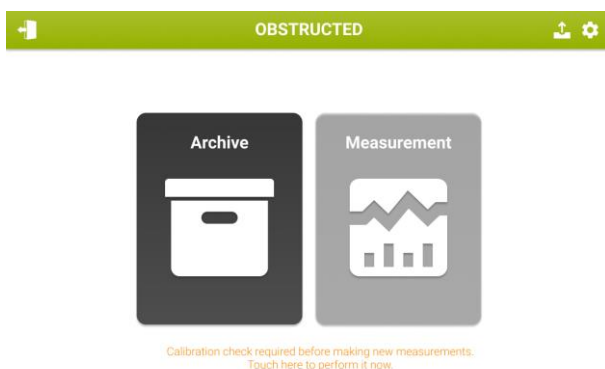 OBSTRUCTED
Archive
Measurement
Calibration check required before making new measurements.
Touch here to perform it now.